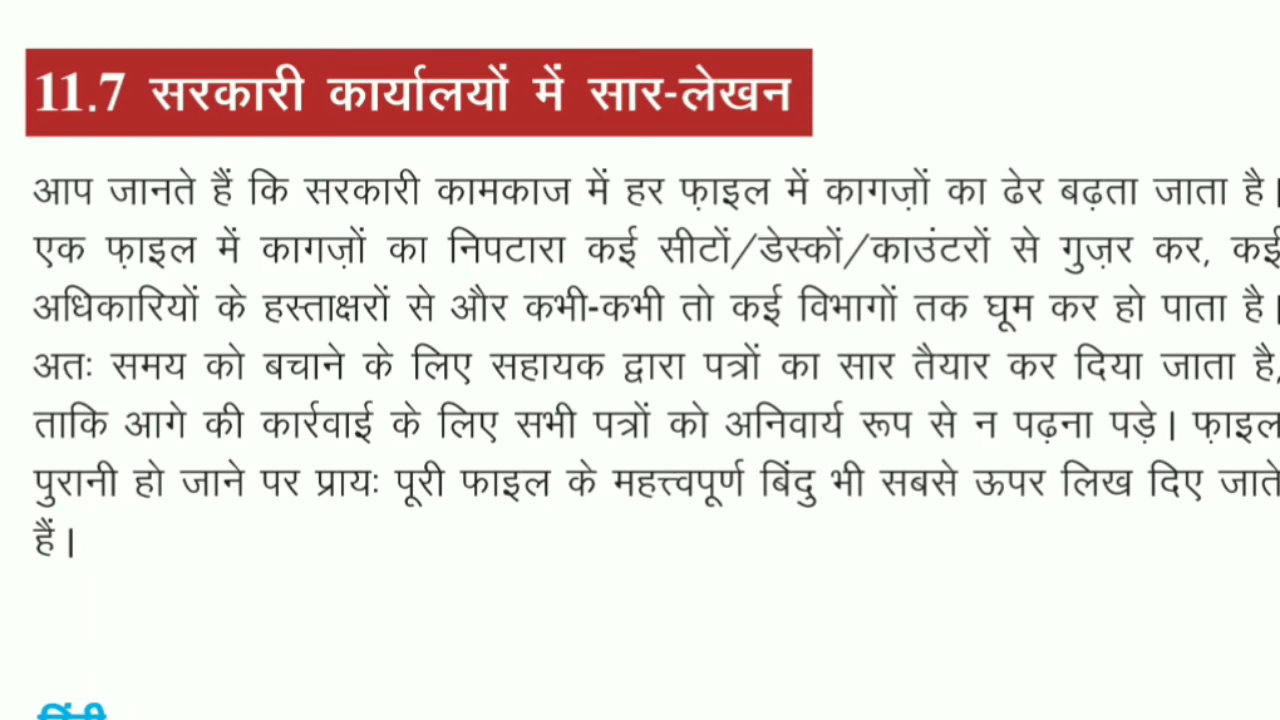 11.7 सरकारी कार्यालयों में सार-लेखन
आप जानते हैं कि सरकारी कामकाज में हर फ़ाइल में कागज़ों का ढेर बढ़ता जाता है।
एक फ़ाइल में कागज़ों का निपटारा कई सीटों/डेस्कों/काउंटरों से गुज़र कर, कई
अधिकारियों के हस्ताक्षरों से और कभी-कभी तो कई विभागों तक घूम कर हो पाता है।
अतः समय को बचाने के लिए सहायक द्वारा पत्रों का सार तैयार कर दिया जाता है,
ताकि आगे की कार्रवाई के लिए सभी पत्रों को अनिवार्य रूप से न पढ़ना पड़े। फ़ाइल
पुरानी हो जाने पर प्रायः पूरी फाइल के महत्त्वपूर्ण बिंदु भी सबसे ऊपर लिख दिए जाते
हैं।